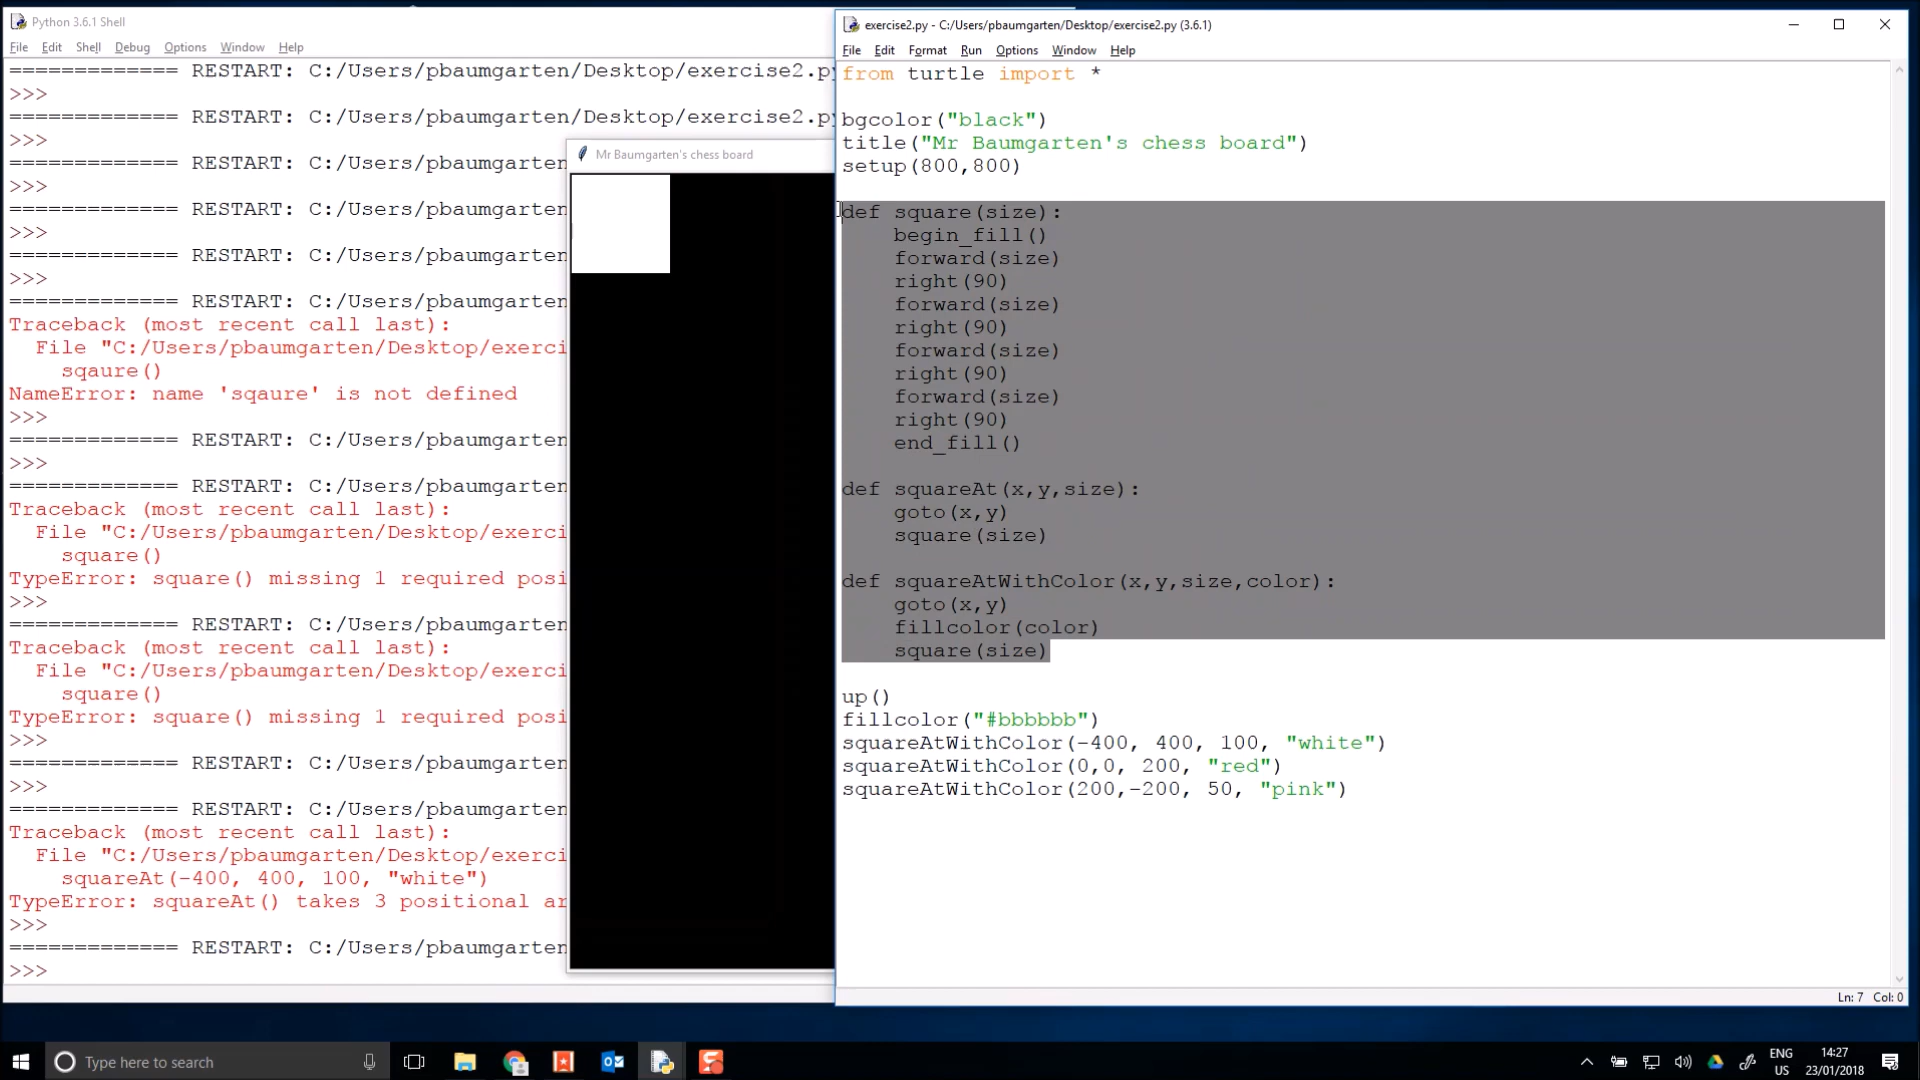 Python 3.6.1 Shell
File Edit Shell Debug Options Window Help
============= RESTART: C:/Users/pbaumgarten/Desktop/exercise2.py
>>>
============= RESTART: C:/Users/pbaumgarten/Desktop/exercise2.py
>>>
============= RESTART: C:/Users/pbaumgarten
>>>
============= RESTART: C:/Users/pbaumgarten
>>>
============= RESTART: C:/Users/pbaumgarten
>>>
============= RESTART: C:/Users/pbaumgarten
Traceback (most recent call last):
File "C:/Users/pbaumgarten/Desktop/exerci
sqaure()
NameError: name 'sqaure' is not defined
>>>
============= RESTART: C:/Users/pbaumgarten
>>>
============= RESTART: C:/Users/pbaumgarten
Traceback (most recent call last):
File "C:/Users/pbaumgarten/Desktop/exerci
square()
TypeError: square() missing 1 required posi
>>>
============= RESTART: C:/Users/pbaumgarten
Traceback (most recent call last):
File "C:/Users/pbaumgarten/Desktop/exerci
square()
TypeError: square() missing 1 required posi
>>>
============= RESTART: C:/Users/pbaumgarten
>>>
============= RESTART: C:/Users/pbaumgarten
Traceback (most recent call last):
File "C:/Users/pbaumgarten/Desktop/exerci
squareAt(-400, 400, 100, "white")
TypeError: squareAt() takes 3 positional ar
>>>
============= RESTART: C:/Users/pbaumgarten
>>>
Mr Baumgarten's chess board
exercise2.py - C:/Users/pbaumgarten/Desktop/exercise2.py (3.6.1)
File Edit Format Run Options Window Help
from turtle import *
bgcolor("black")
title("Mr Baumgarten's chess board")
setup(800,800)
def square(size):
begin_fill()
forward(size)
right(90)
forward(size)
right(90)
forward(size)
right(90)
forward(size)
right(90)
end_fill()
def squareAt(x,y,size):
goto(x,y)
square(size)
def squareAtWithColor(x,y,size,color):
goto(x,y)
fillcolor(color)
square(size)
up()
fillcolor("#bbbbbb")
squareAtWithColor(-400, 400, 100, "white")
squareAtWithColor(0,0, 200, "red")
squareAtWithColor(200,-200, 50, "pink")
Ln: 7 Col: 0
Type here to search
ENG
US
14:27
23/01/2018